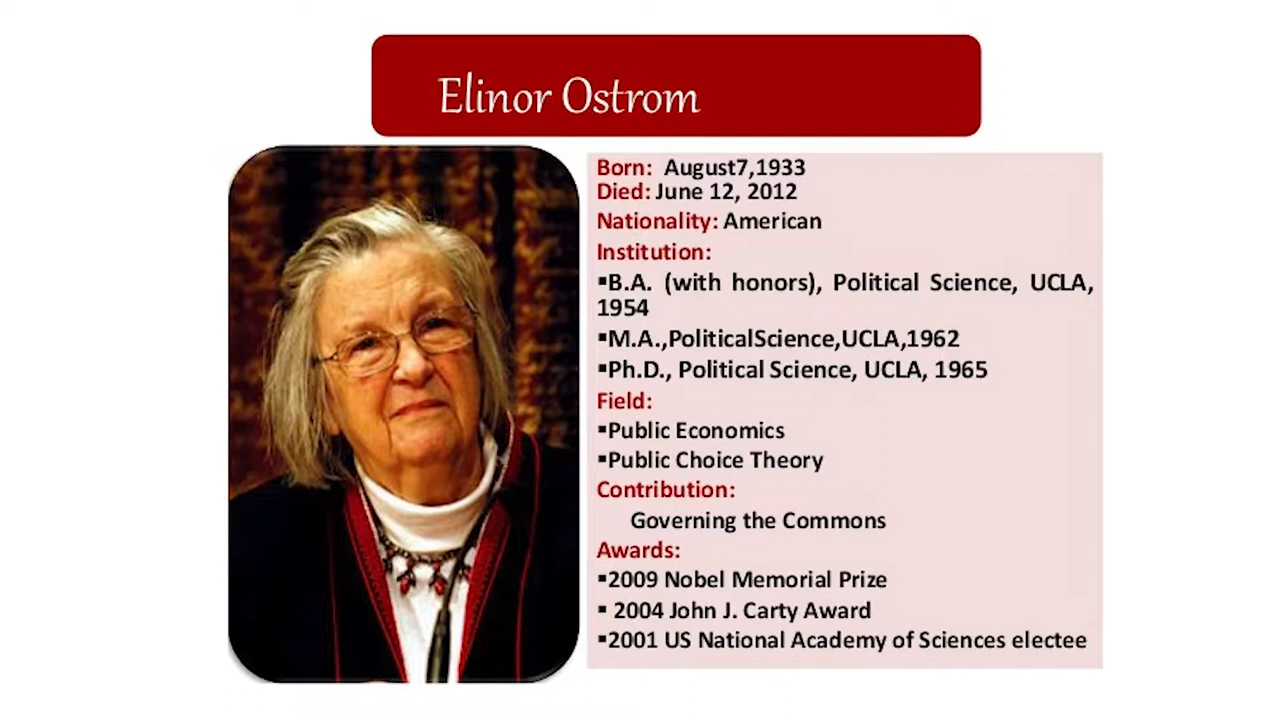 Elinor Ostrom
Born: August7,1933
Died: June 12, 2012
Nationality: American
Institution:
▪B.A. (with honors), Political Science, UCLA,
1954
▪M.A.,PoliticalScience,UCLA,1962
▪Ph.D., Political Science, UCLA, 1965
Field:
▪Public Economics
▪Public Choice Theory
Contribution:
Governing the Commons
Awards:
▪2009 Nobel Memorial Prize
▪ 2004 John J. Carty Award
▪2001 US National Academy of Sciences electee